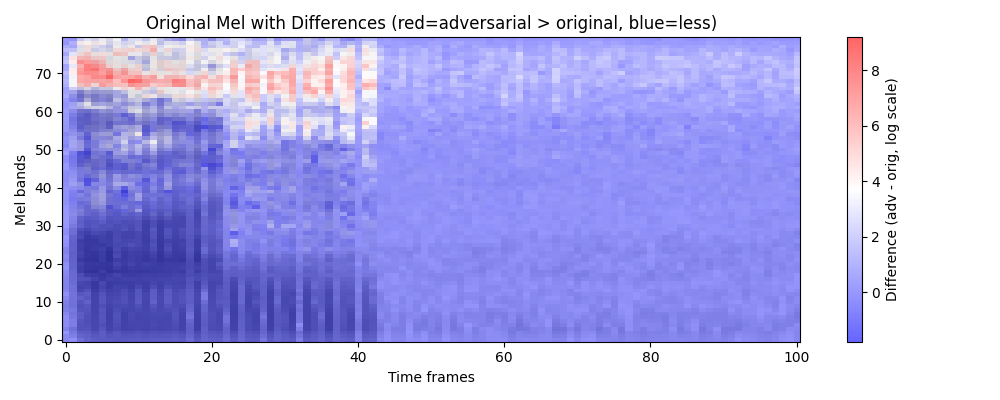 Original Mel with Differences (red=adversarial > original, blue=less)
Mel bands
70
60
50
40
30
20
10
0
0 20 40 60 80 100
Time frames
8
6
4
2
0
Difference (adv - orig, log scale)